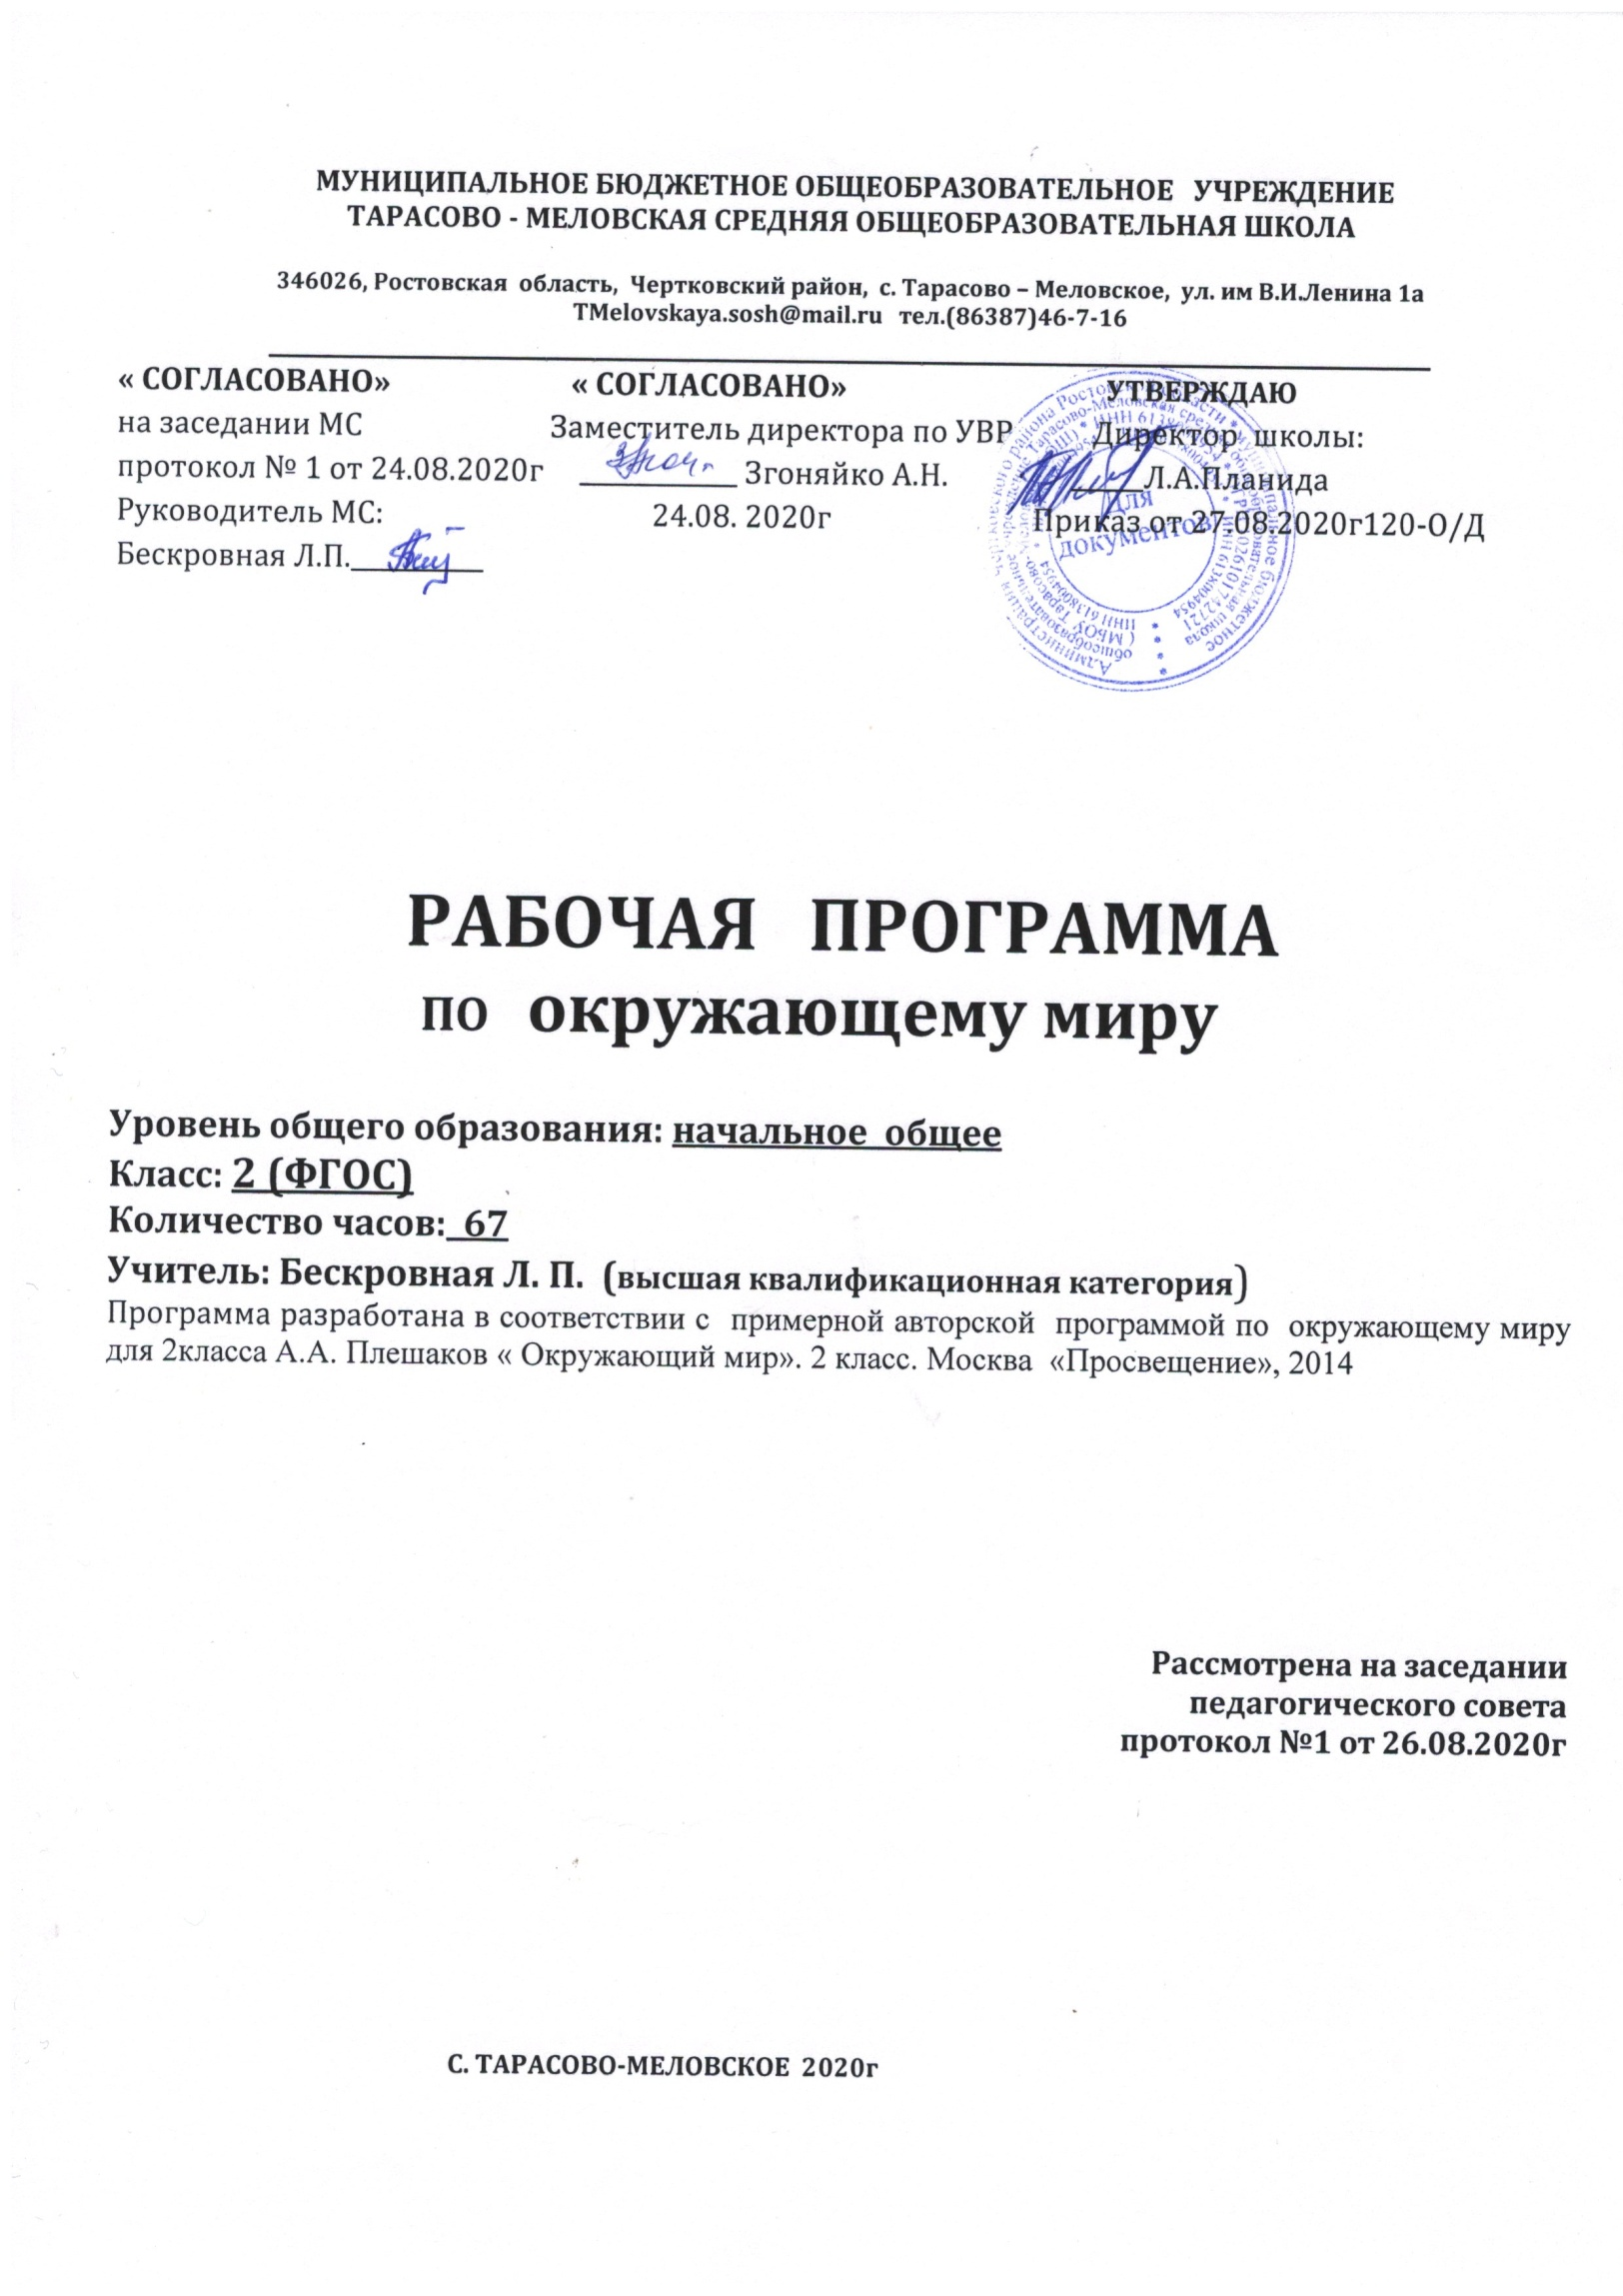 МУНИЦИПАЛЬНОЕ БЮДЖЕТНОЕ ОБЩЕОБРАЗОВАТЕЛЬНОЕ УЧРЕЖДЕНИЕ
ТАРАСОВО - МЕЛОВСКАЯ СРЕДНЯЯ ОБЩЕОБРАЗОВАТЕЛЬНАЯ ШКОЛА
346026, Ростовская область, Чертковский район, с. Тарасово – Меловское, ул. им В.И.Ленина 1а
TMelovskaya.sosh@mail.ru тел.(86387)46-7-16
« СОГЛАСОВАНО» « СОГЛАСОВАНО» УТВЕРЖДАЮ
на заседании МС Заместитель директора по УВР Директор школы:
протокол № 1 от 24.08.2020г ___________ Згоняйко А.Н. _____Л.А.Планида
Руководитель МС: 24.08. 2020г Приказ от 27.08.2020г120-О/Д
Бескровная Л.П._________
Для
документов
РАБОЧАЯ ПРОГРАММА
по окружающему миру
Уровень общего образования: начальное общее
Класс: 2 (ФГОС)
Количество часов: 67
Учитель: Бескровная Л. П. (высшая квалификационная категория)
Программа разработана в соответствии с примерной авторской программой по окружающему миру
для 2класса А.А. Плешаков « Окружающий мир». 2 класс. Москва «Просвещение», 2014
Рассмотрена на заседании
педагогического совета
протокол №1 от 26.08.2020г
С. ТАРАСОВО-МЕЛОВСКОЕ 2020г